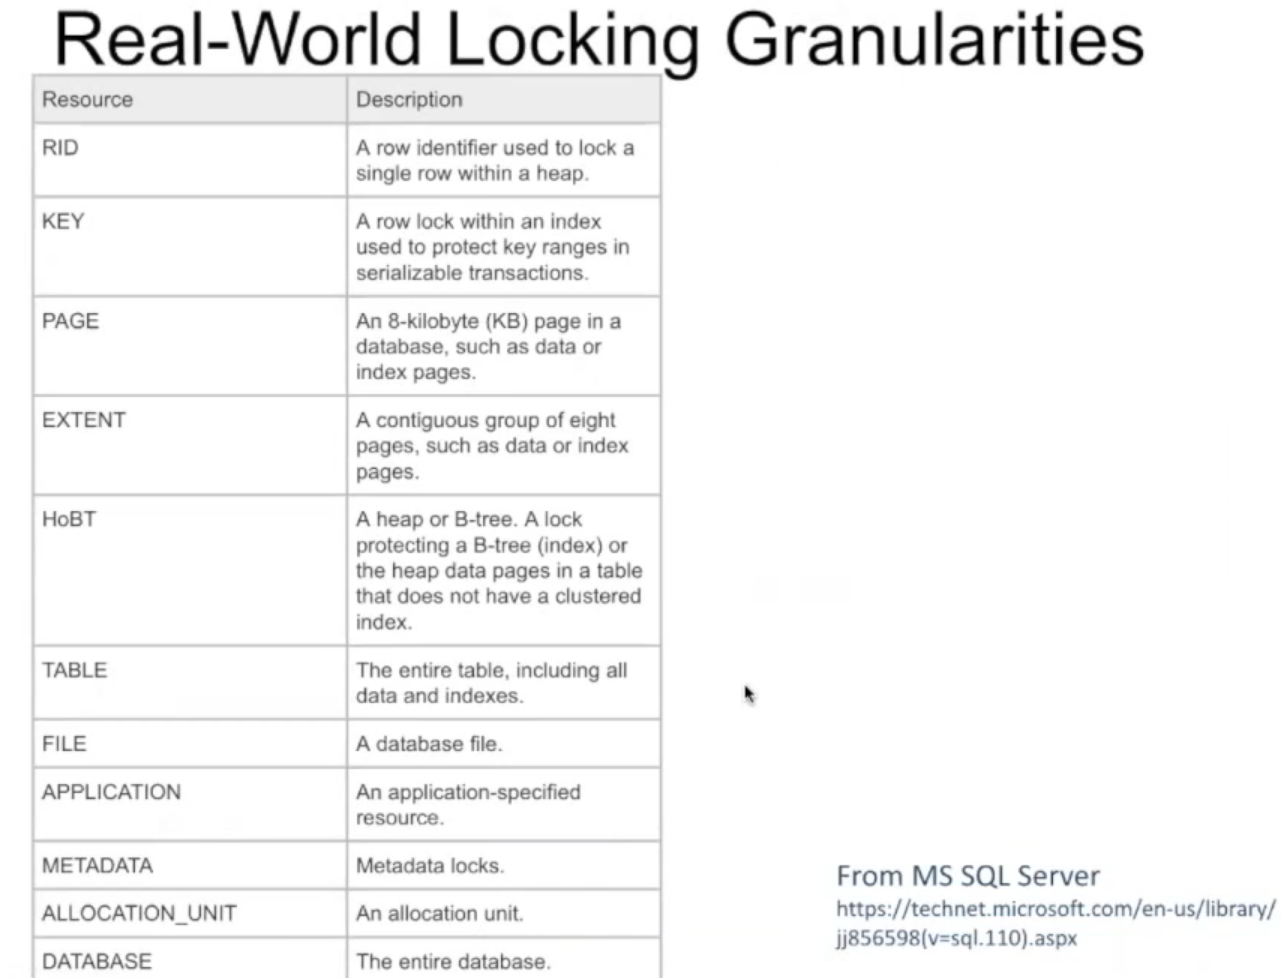 Real-World Locking Granularities
Resource
Description
RID
A row identifier used to lock a
single row within a heap.
KEY
A row lock within an index
used to protect key ranges in
serializable transactions.
PAGE
An 8-kilobyte (KB) page in a
database, such as data or
index pages.
EXTENT
A contiguous group of eight
pages, such as data or index
pages.
HoBT
A heap or B-tree. A lock
protecting a B-tree (index) or
the heap data pages in a table
that does not have a clustered
index.
TABLE
The entire table, including all
data and indexes.
FILE
A database file.
APPLICATION
An application-specified
resource.
METADATA
Metadata locks.
ALLOCATION_UNIT
An allocation unit.
DATABASE
The entire database.
From MS SQL Server
https://technet.microsoft.com/en-us/library/
jj856598(v=sql.110).aspx